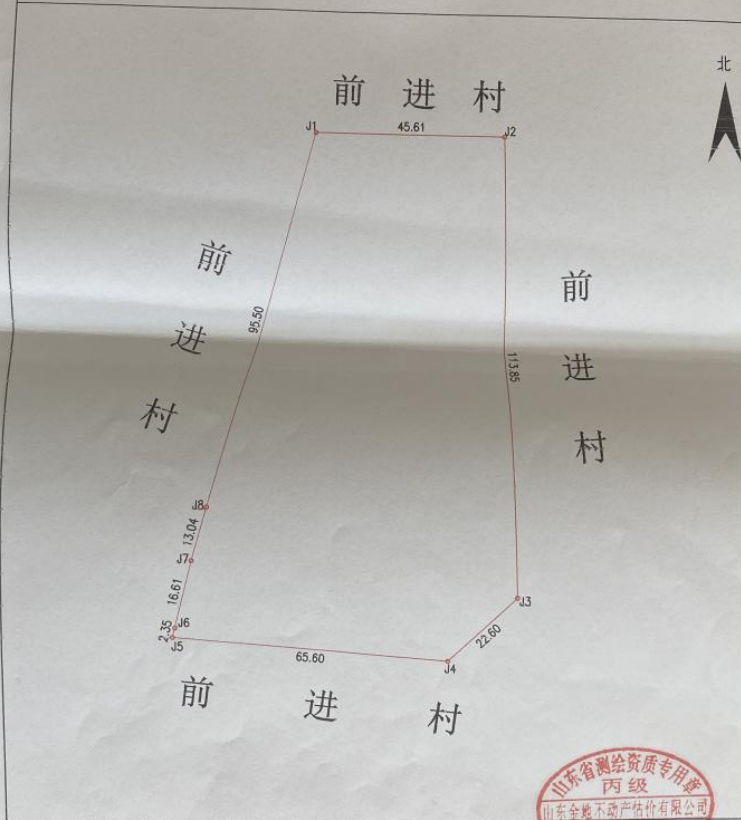 北
前 进 村
J1
45.61
J2
前
进
村
95.50
前
进
村
113.85
J8
13.04
J7
16.61
J6
2.35
J5
65.60
J3
22.60
J4
前 进 村
山东省测绘资质专用章
丙级
山东金地不动产估价有限公司